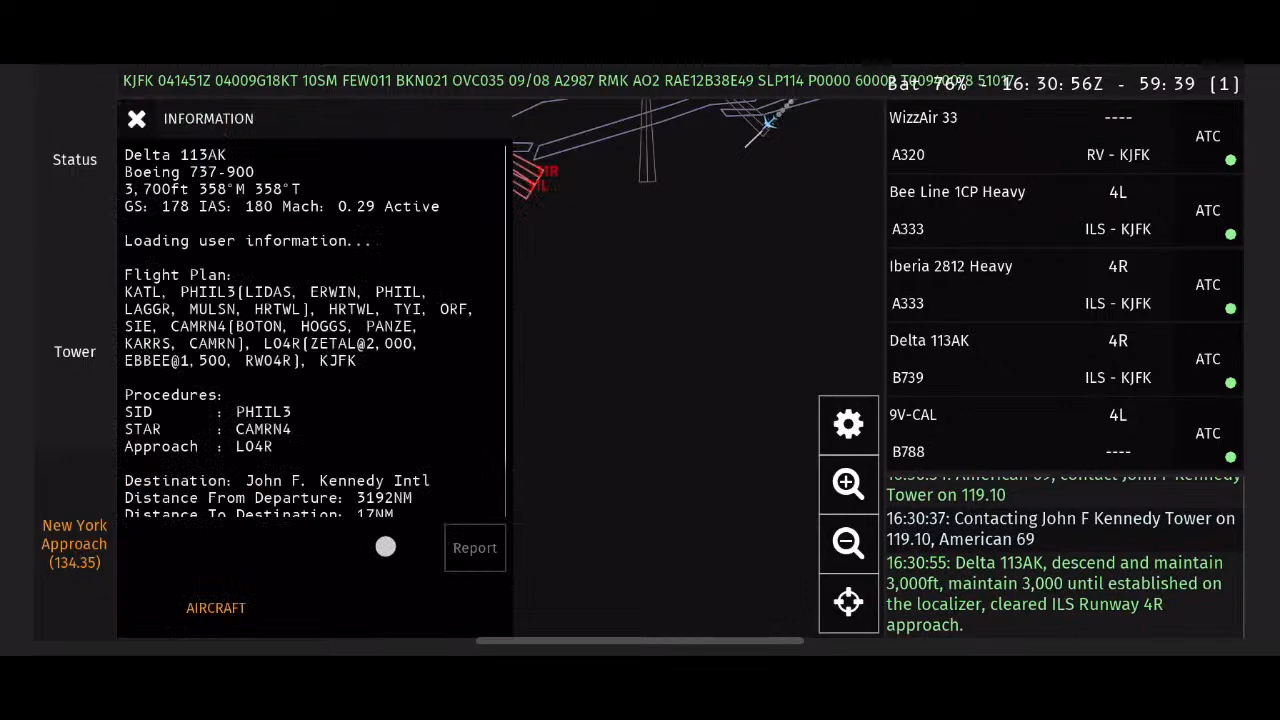 KJFK 041451Z 04009G18KT 10SM FEW011 BKN021 OVC035 09/08 A2987 RMK AO2 RAE12B38E49 SLP114 P0000
Bat 76% - 16:30:56Z - 59:39 (1)
INFORMATION
Delta 113AK
Boeing 737-900
3,700ft 358°M 358°T
GS: 178 IAS: 180 Mach: 0.29 Active
Loading user information...
Flight Plan:
KATL, PHIIL3[LIDAS, ERWIN, PHIIL,
LAGGR, MULSN, HRTWL], HRTWL, TYI, ORF,
SIE, CAMRN4[BOTON, HOGGS, PANZE,
KARRS, CAMRN], L04R[ZETAL@2,000,
EBBEE@1,500, RW04R], KJFK
Procedures:
SID : PHIIL3
STAR : CAMRN4
Approach : L04R
Destination: John F. Kennedy Intl
Distance From Departure: 3192NM
Distance To Destination: 17NM
Report
AIRCRAFT
Status
Tower
New York
Approach
(134.35)
WizzAir 33 ----
A320 RV - KJFK
ATC
Bee Line 1CP Heavy 4L
A333 ILS - KJFK
ATC
Iberia 2812 Heavy 4R
A333 ILS - KJFK
ATC
Delta 113AK 4R
B739 ILS - KJFK
ATC
9V-CAL 4L
B788 ----
ATC
American 69, contact John F Kennedy
Tower on 119.10
16:30:37: Contacting John F Kennedy Tower on
119.10, American 69
16:30:55: Delta 113AK, descend and maintain
3,000ft, maintain 3,000 until established on
the localizer, cleared ILS Runway 4R
approach.